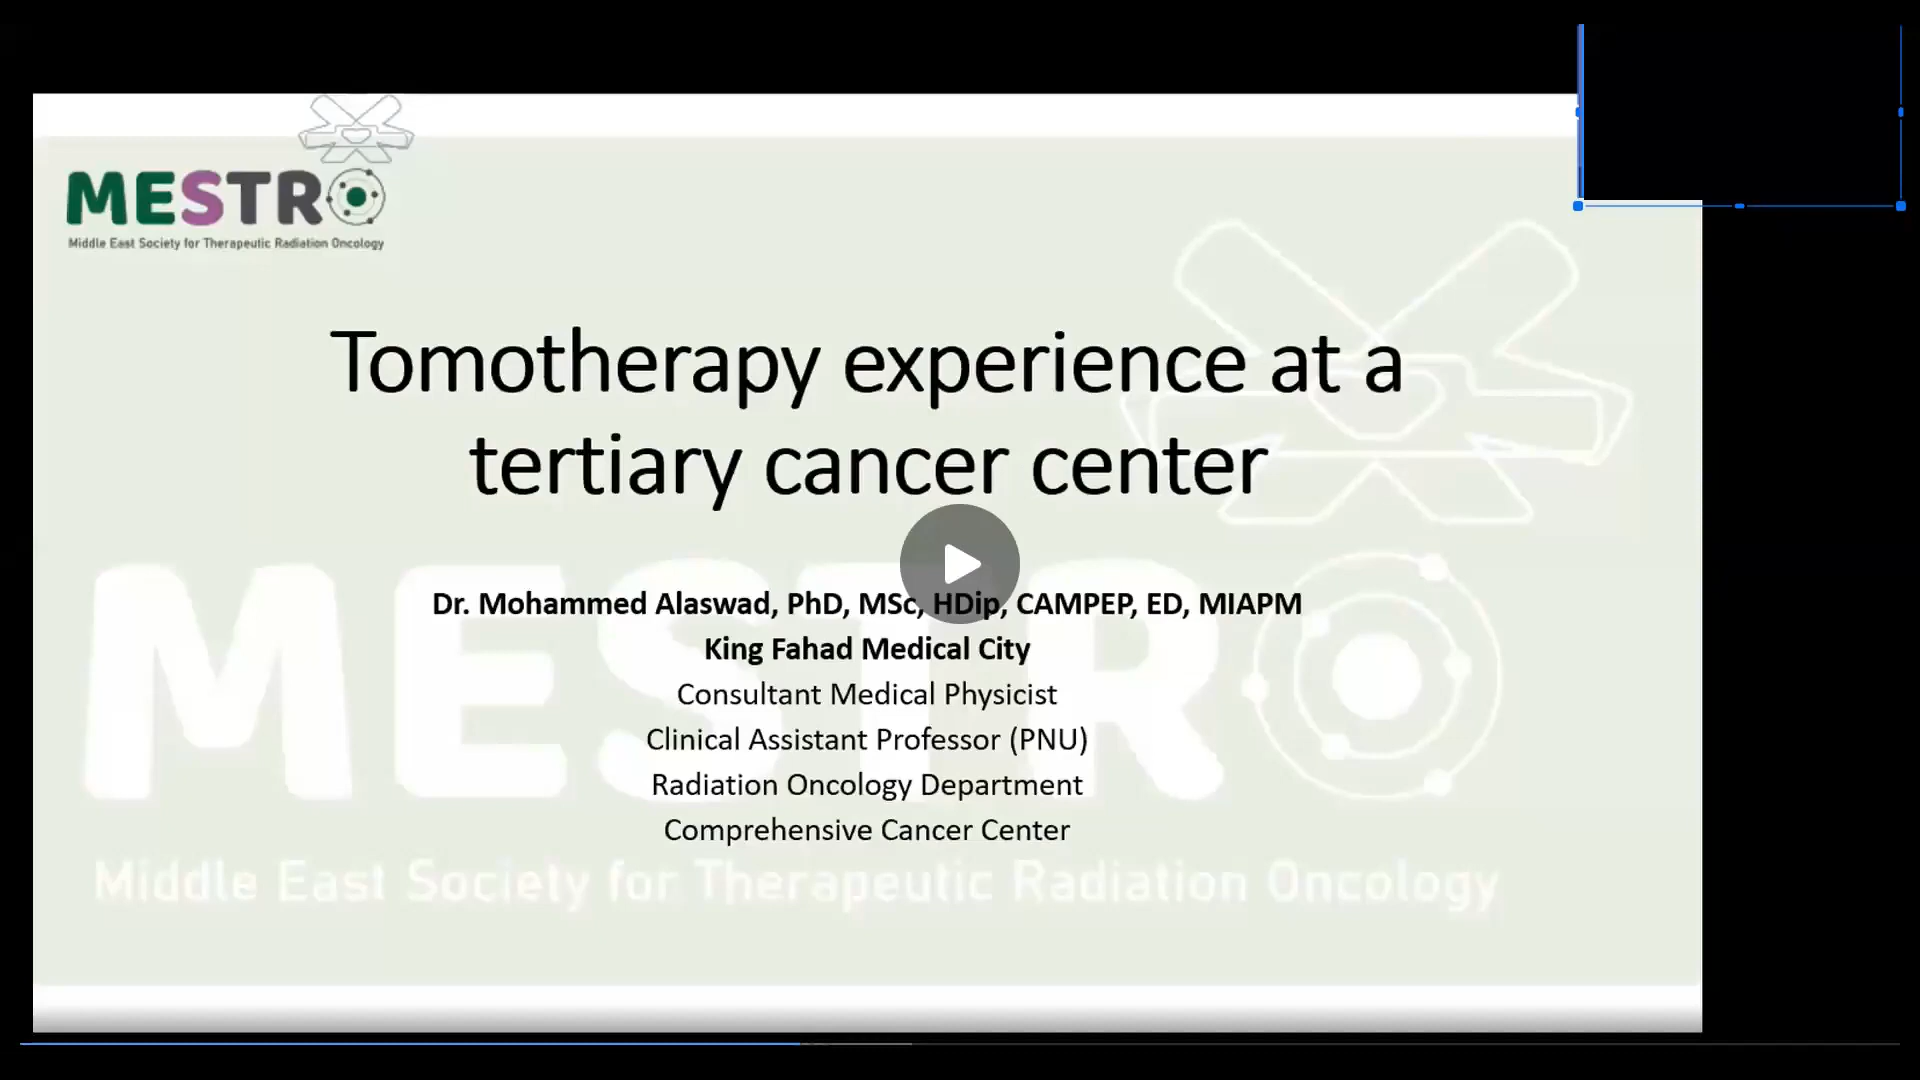 MESTRO
Middle East Society for Therapeutic Radiation Oncology
Tomotherapy experience at a
tertiary cancer center
Dr. Mohammed Alaswad, PhD, MSc, HDip, CAMPEP, ED, MIAPM
King Fahad Medical City
Consultant Medical Physicist
Clinical Assistant Professor (PNU)
Radiation Oncology Department
Comprehensive Cancer Center
MESTRO
Middle East Society for Therapeutic Radiation Oncology